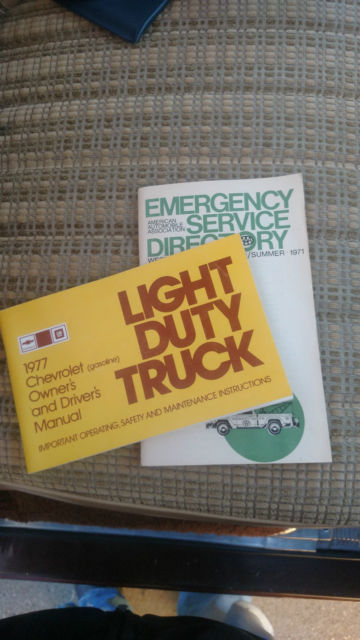 EMERGENCY
AMERICAN
AUTOMOBILE
ASSOCIATION
SERVICE
DIRECTORY
/SUMMER 1971
LIGHT
DUTY
TRUCK
1977
Chevrolet (gasoline)
Owner's
and Driver's
Manual
IMPORTANT OPERATING, SAFETY AND MAINTENANCE INSTRUCTIONS